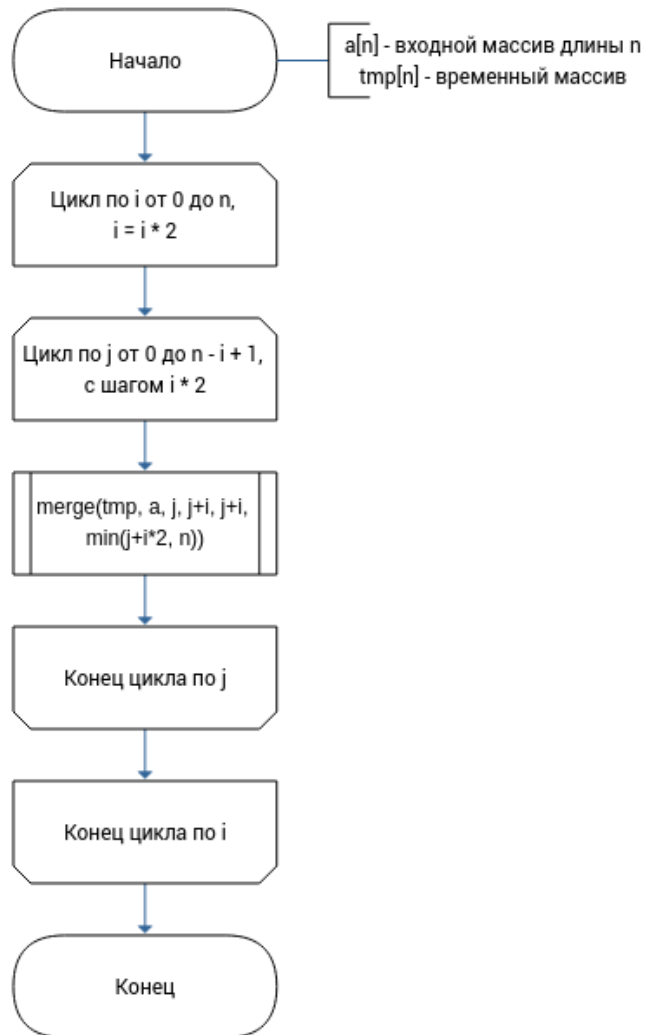 Начало
a[n] - входной массив длины n
tmp[n] - временный массив
Цикл по i от 0 до n,
i = i * 2
Цикл по j от 0 до n - i + 1,
с шагом i * 2
merge(tmp, a, j, j+i, j+i,
min(j+i*2, n))
Конец цикла по j
Конец цикла по i
Конец